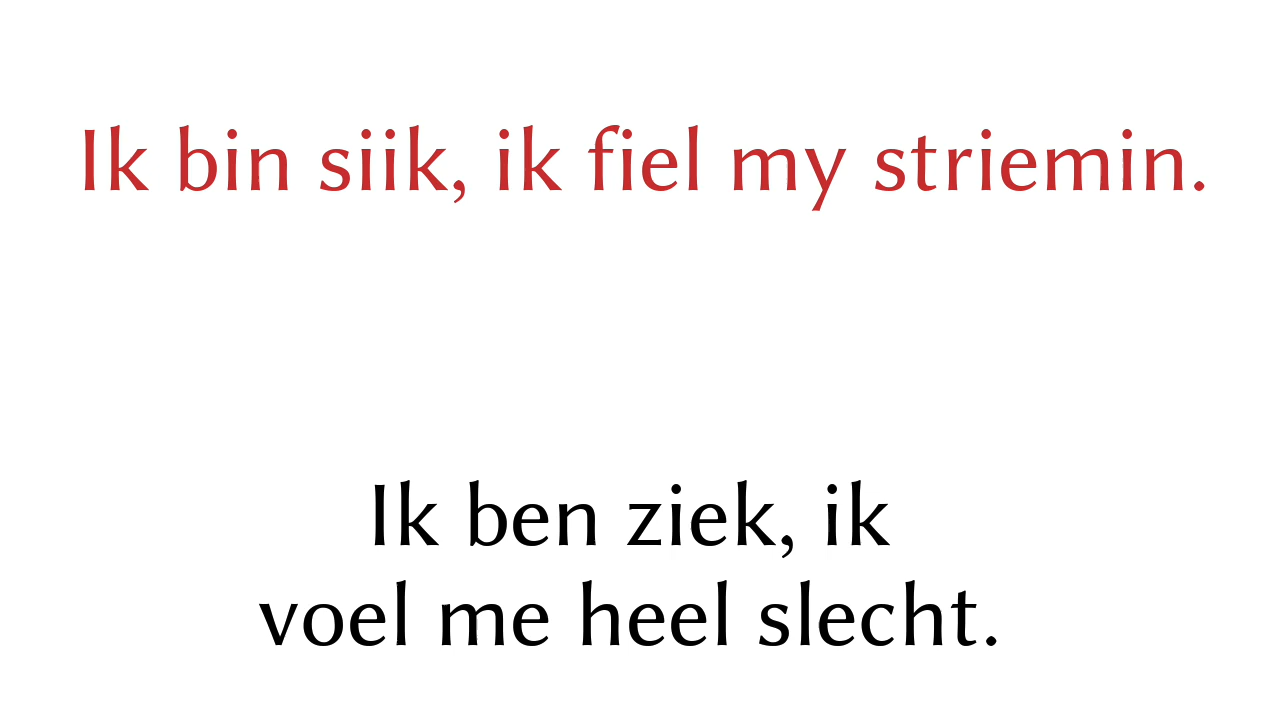 Ik bin siik, ik fiel my striemin.
Ik ben ziek, ik
voel me heel slecht.